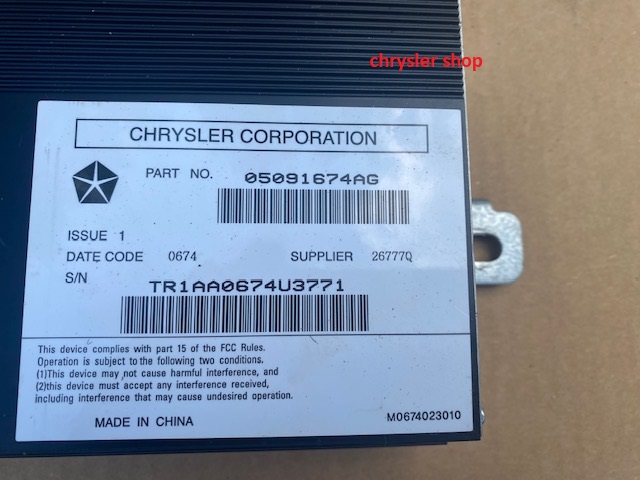 chrysler shop
CHRYSLER CORPORATION
PART NO. 05091674AG
ISSUE 1
DATE CODE 0674 SUPPLIER 26777Q
S/N
TR1AA0674U3771
This device complies with part 15 of the FCC Rules.
Operation is subject to the following two conditions.
(1)This device may not cause harmful interference, and
(2)this device must accept any interference received,
including interference that may cause undesired operation.
MADE IN CHINA M0674023010